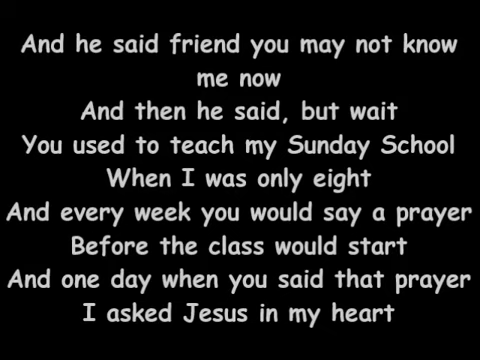 And he said friend you may not know
me now
And then he said, but wait
You used to teach my Sunday School
When I was only eight
And every week you would say a prayer
Before the class would start
And one day when you said that prayer
I asked Jesus in my heart